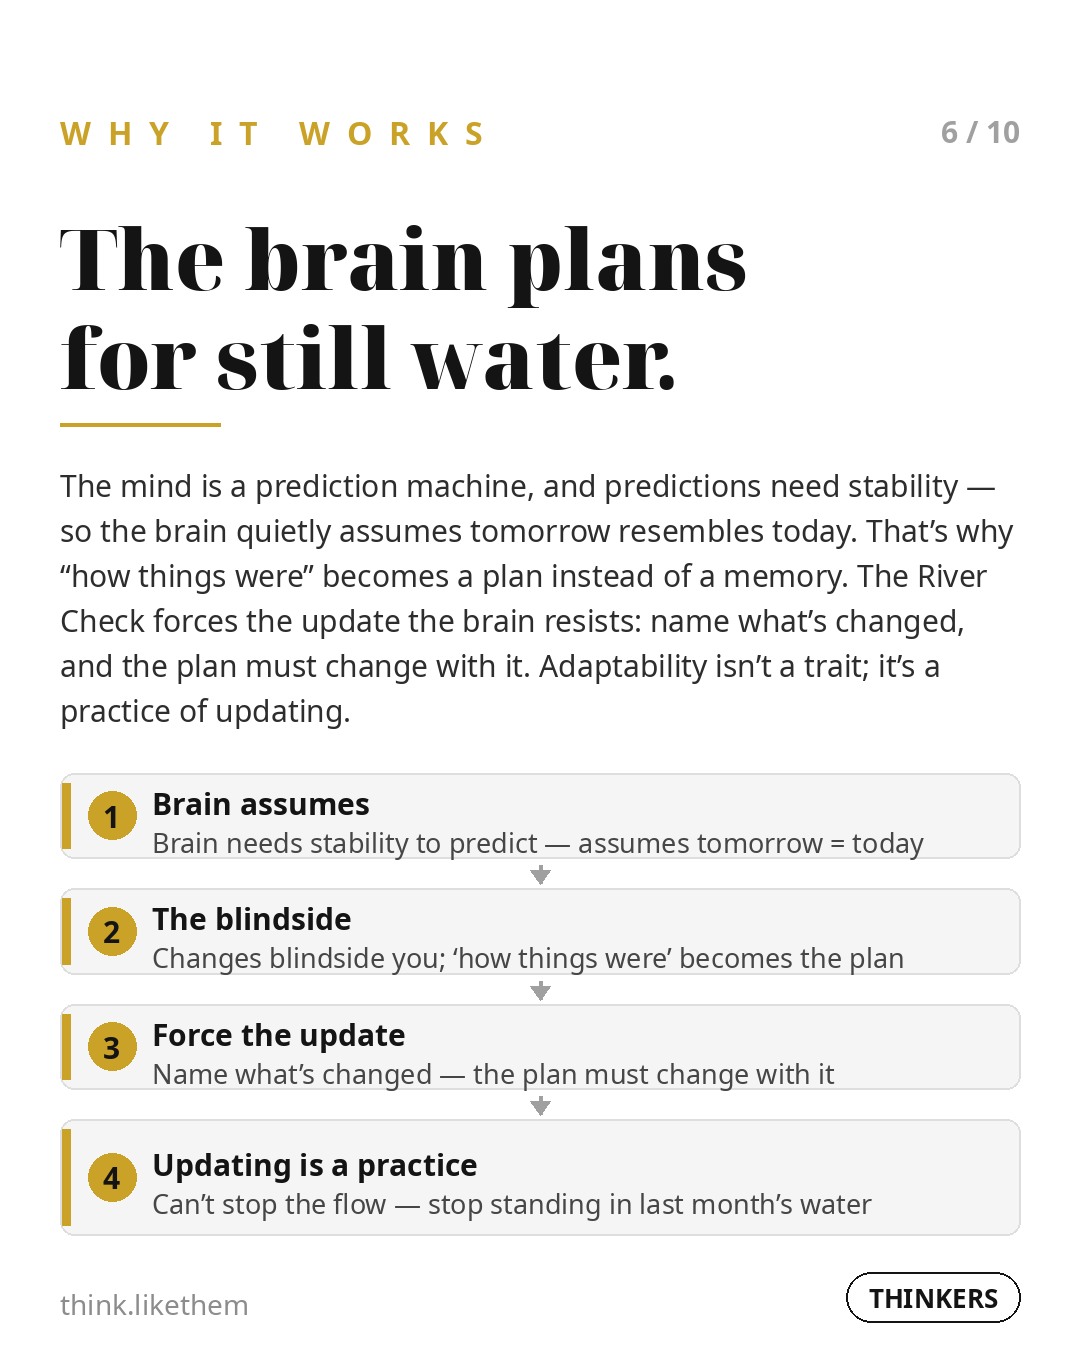 WHY IT WORKS
6 / 10
The brain plans
for still water.
The mind is a prediction machine, and predictions need stability —
so the brain quietly assumes tomorrow resembles today. That’s why
“how things were” becomes a plan instead of a memory. The River
Check forces the update the brain resists: name what’s changed,
and the plan must change with it. Adaptability isn’t a trait; it’s a
practice of updating.
1
Brain assumes
Brain needs stability to predict — assumes tomorrow = today
2
The blindside
Changes blindside you; ‘how things were’ becomes the plan
3
Force the update
Name what’s changed — the plan must change with it
4
Updating is a practice
Can’t stop the flow — stop standing in last month’s water
think.likethem
THINKERS